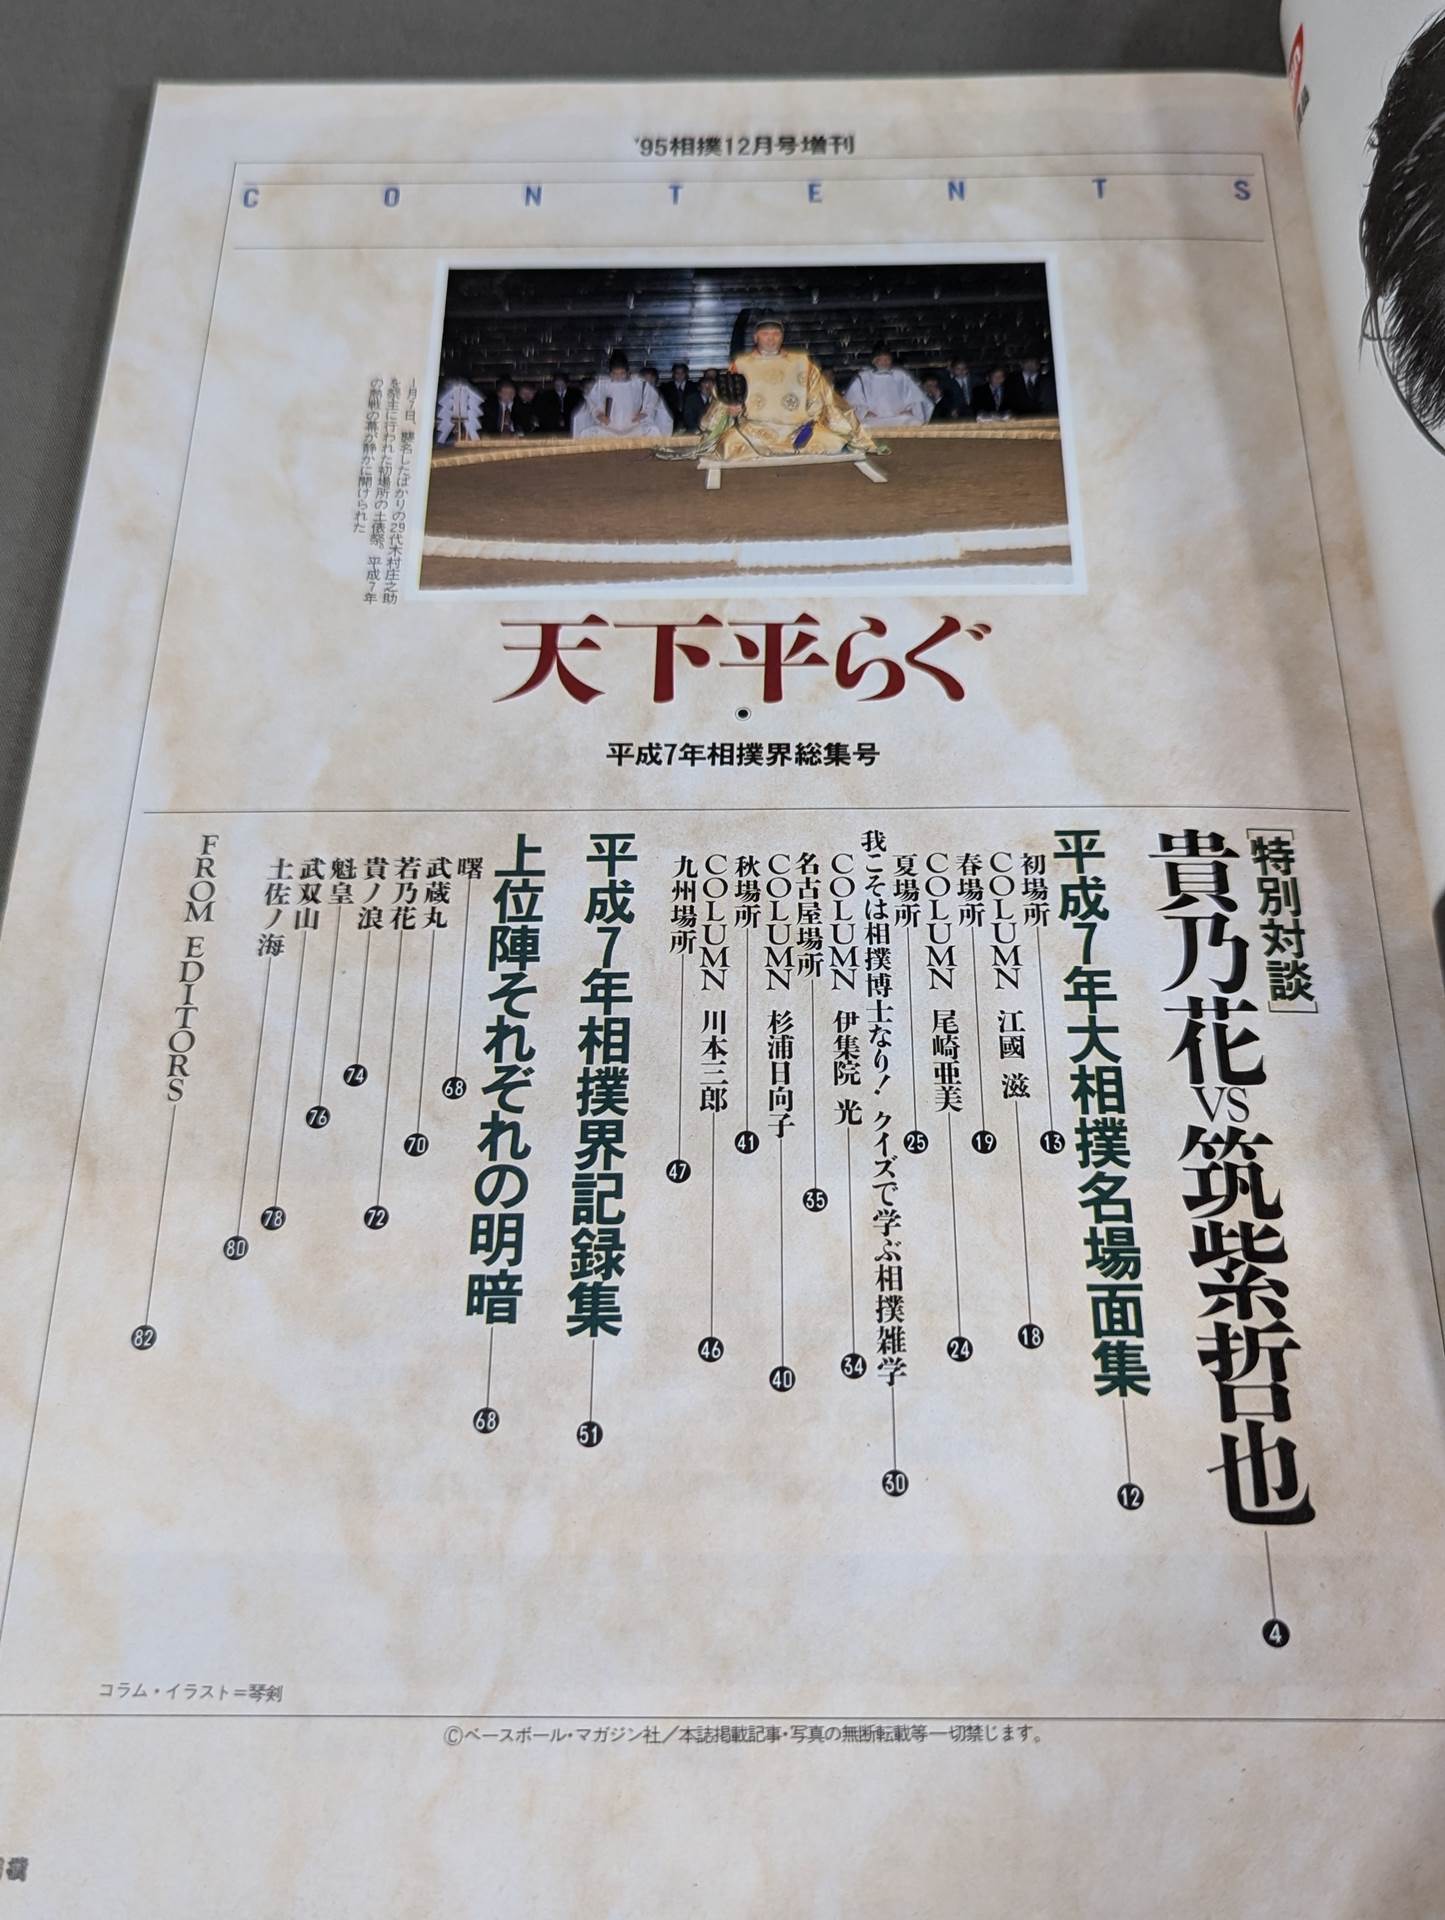 '95相撲12月号増刊
CONTENTS
1月7日、襲名したばかりの29代木村庄之助
を祭主に行われた初場所の土俵祭。平成7年
の熱戦の幕が静かに開けられた
天下平らぐ
平成7年相撲界総集号
[特別対談]
貴乃花VS筑紫哲也 4
平成7年大相撲名場面集 12
初場所 13
COLUMN 江國 滋 18
春場所 19
COLUMN 尾崎亜美 24
夏場所 25
我こそは相撲博士なり! クイズで学ぶ相撲雑学 30
COLUMN 伊集院 光 34
名古屋場所 35
COLUMN 杉浦日向子 40
秋場所 41
COLUMN 川本三郎 46
九州場所 47
平成7年相撲界記録集 51
上位陣それぞれの明暗 68
曙 68
武蔵丸 70
若乃花 72
貴ノ浪 74
魁皇 76
武双山 78
土佐ノ海 80
FROM EDITORS 82
コラム・イラスト=琴剣
©ベースボール・マガジン社/本誌掲載記事・写真の無断転載等一切禁じます。